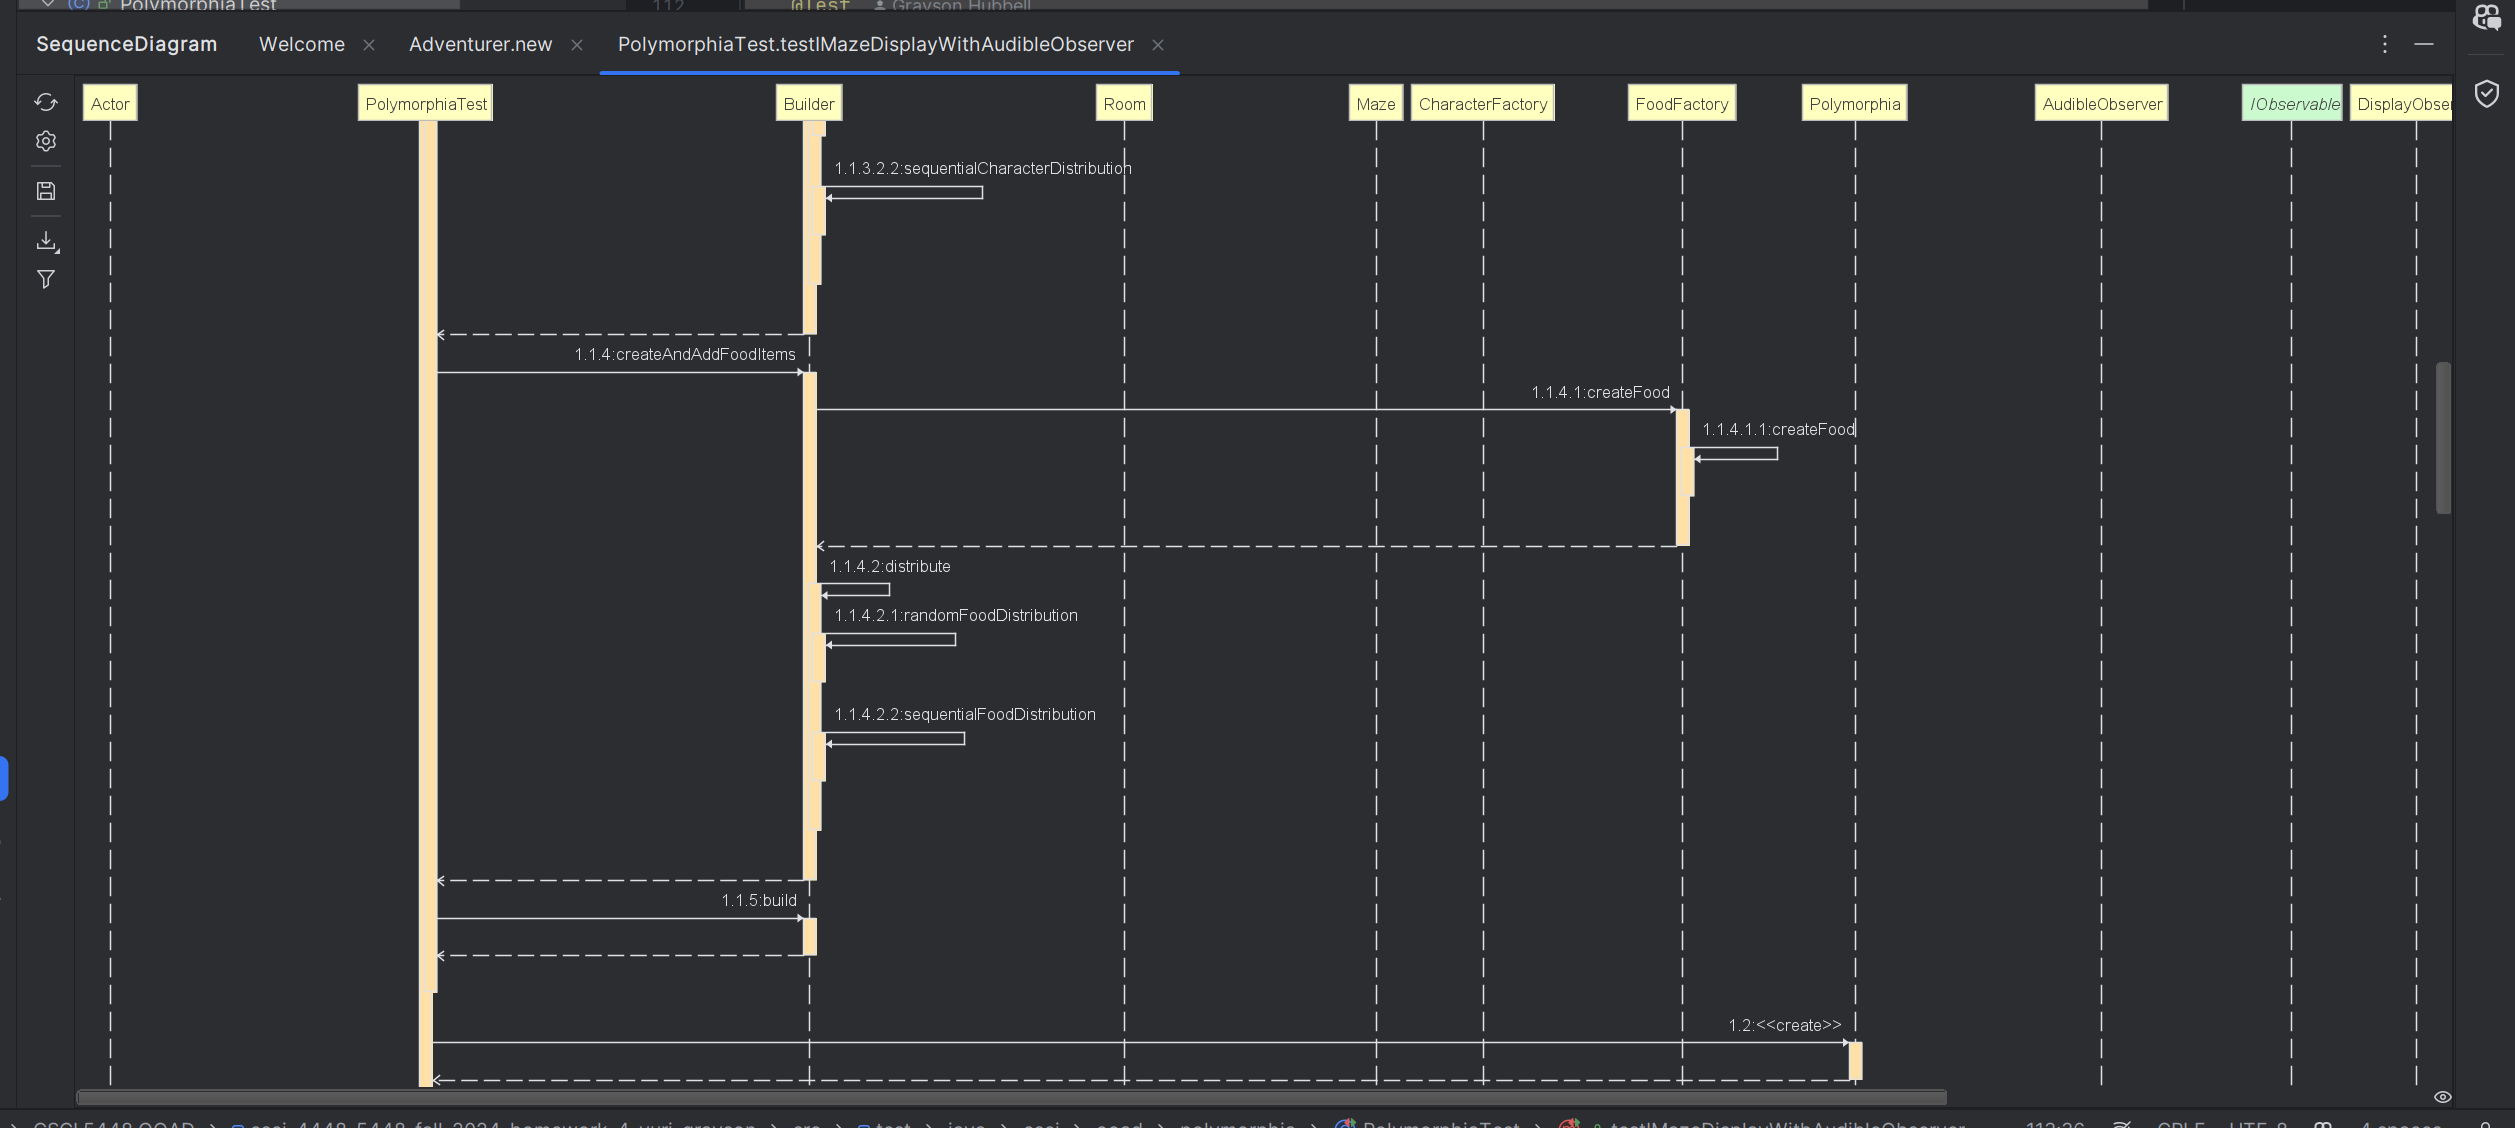 PolymorphiaTest
112 @Test Grayson Hubbell
SequenceDiagram Welcome Adventurer.new PolymorphiaTest.testIMazeDisplayWithAudibleObserver
Actor PolymorphiaTest Builder Room Maze CharacterFactory FoodFactory Polymorphia AudibleObserver IObservable DisplayObser
1.1.3.2.2:sequentialCharacterDistribution
1.1.4:createAndAddFoodItems
1.1.4.1:createFood
1.1.4.1.1:createFood
1.1.4.2:distribute
1.1.4.2.1:randomFoodDistribution
1.1.4.2.2:sequentialFoodDistribution
1.1.5:build
1.2:<<create>>
CSCI 5448 OOAD csci-4448-5448-fall-2024-homework-4-yuri-grayson src test java csci ooad polymorphia PolymorphiaTest testIMazeDisplayWithAudibleObserver 113:36 CRLF UTF-8 4 spaces